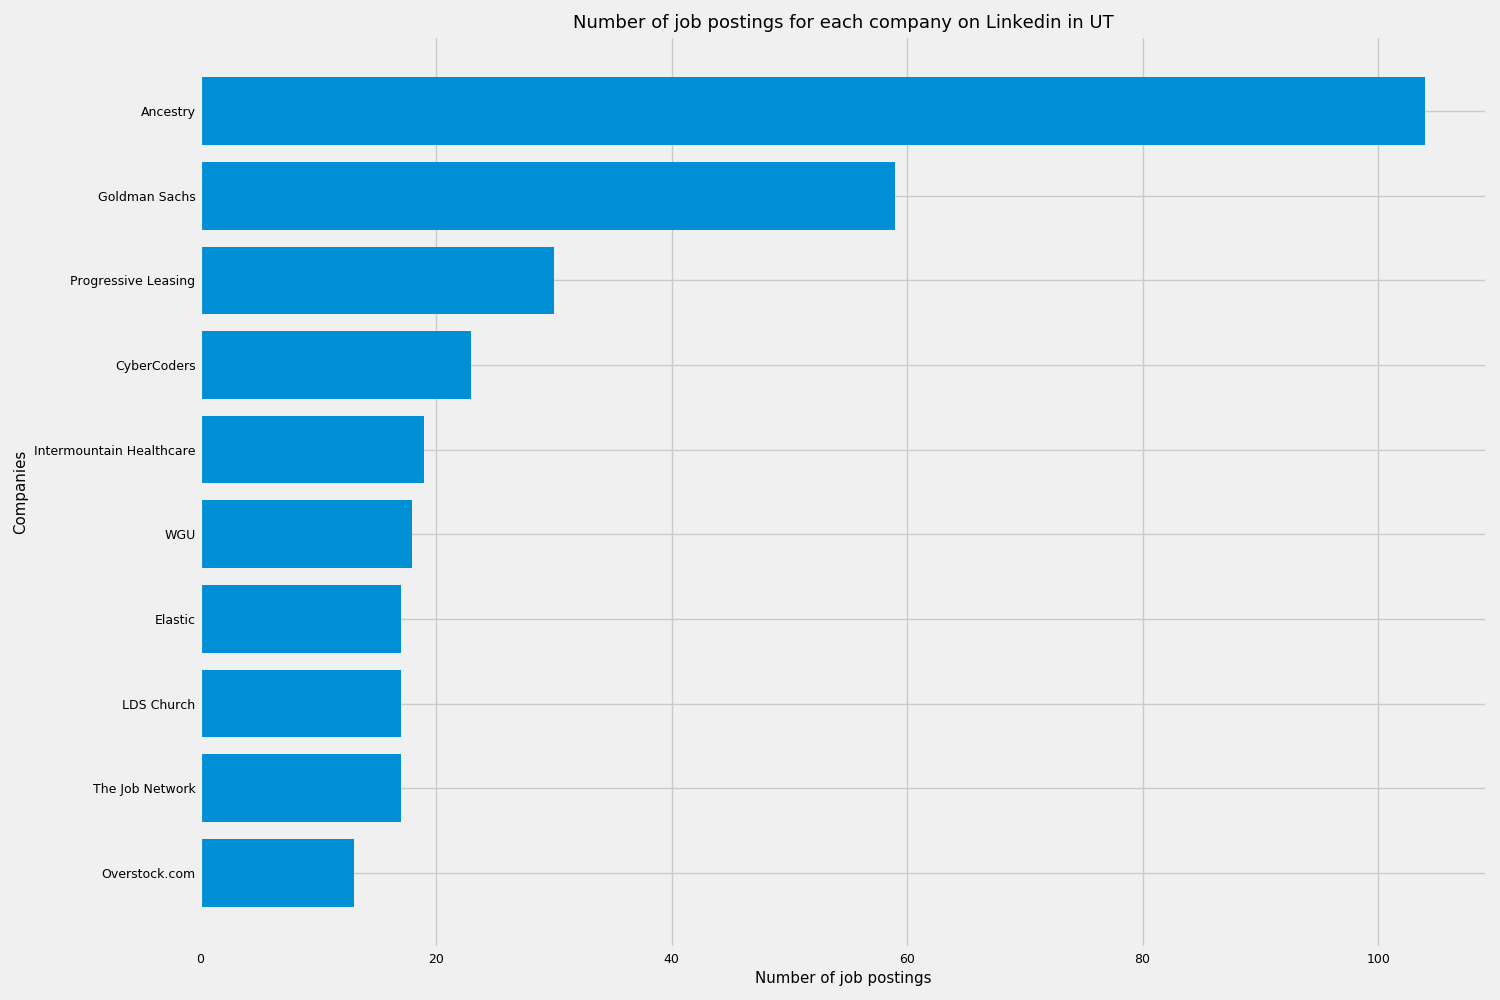 Number of job postings for each company on Linkedin in UT
Ancestry
Goldman Sachs
Progressive Leasing
CyberCoders
Intermountain Healthcare
WGU
Elastic
LDS Church
The Job Network
Overstock.com
Companies
0 20 40 60 80 100
Number of job postings